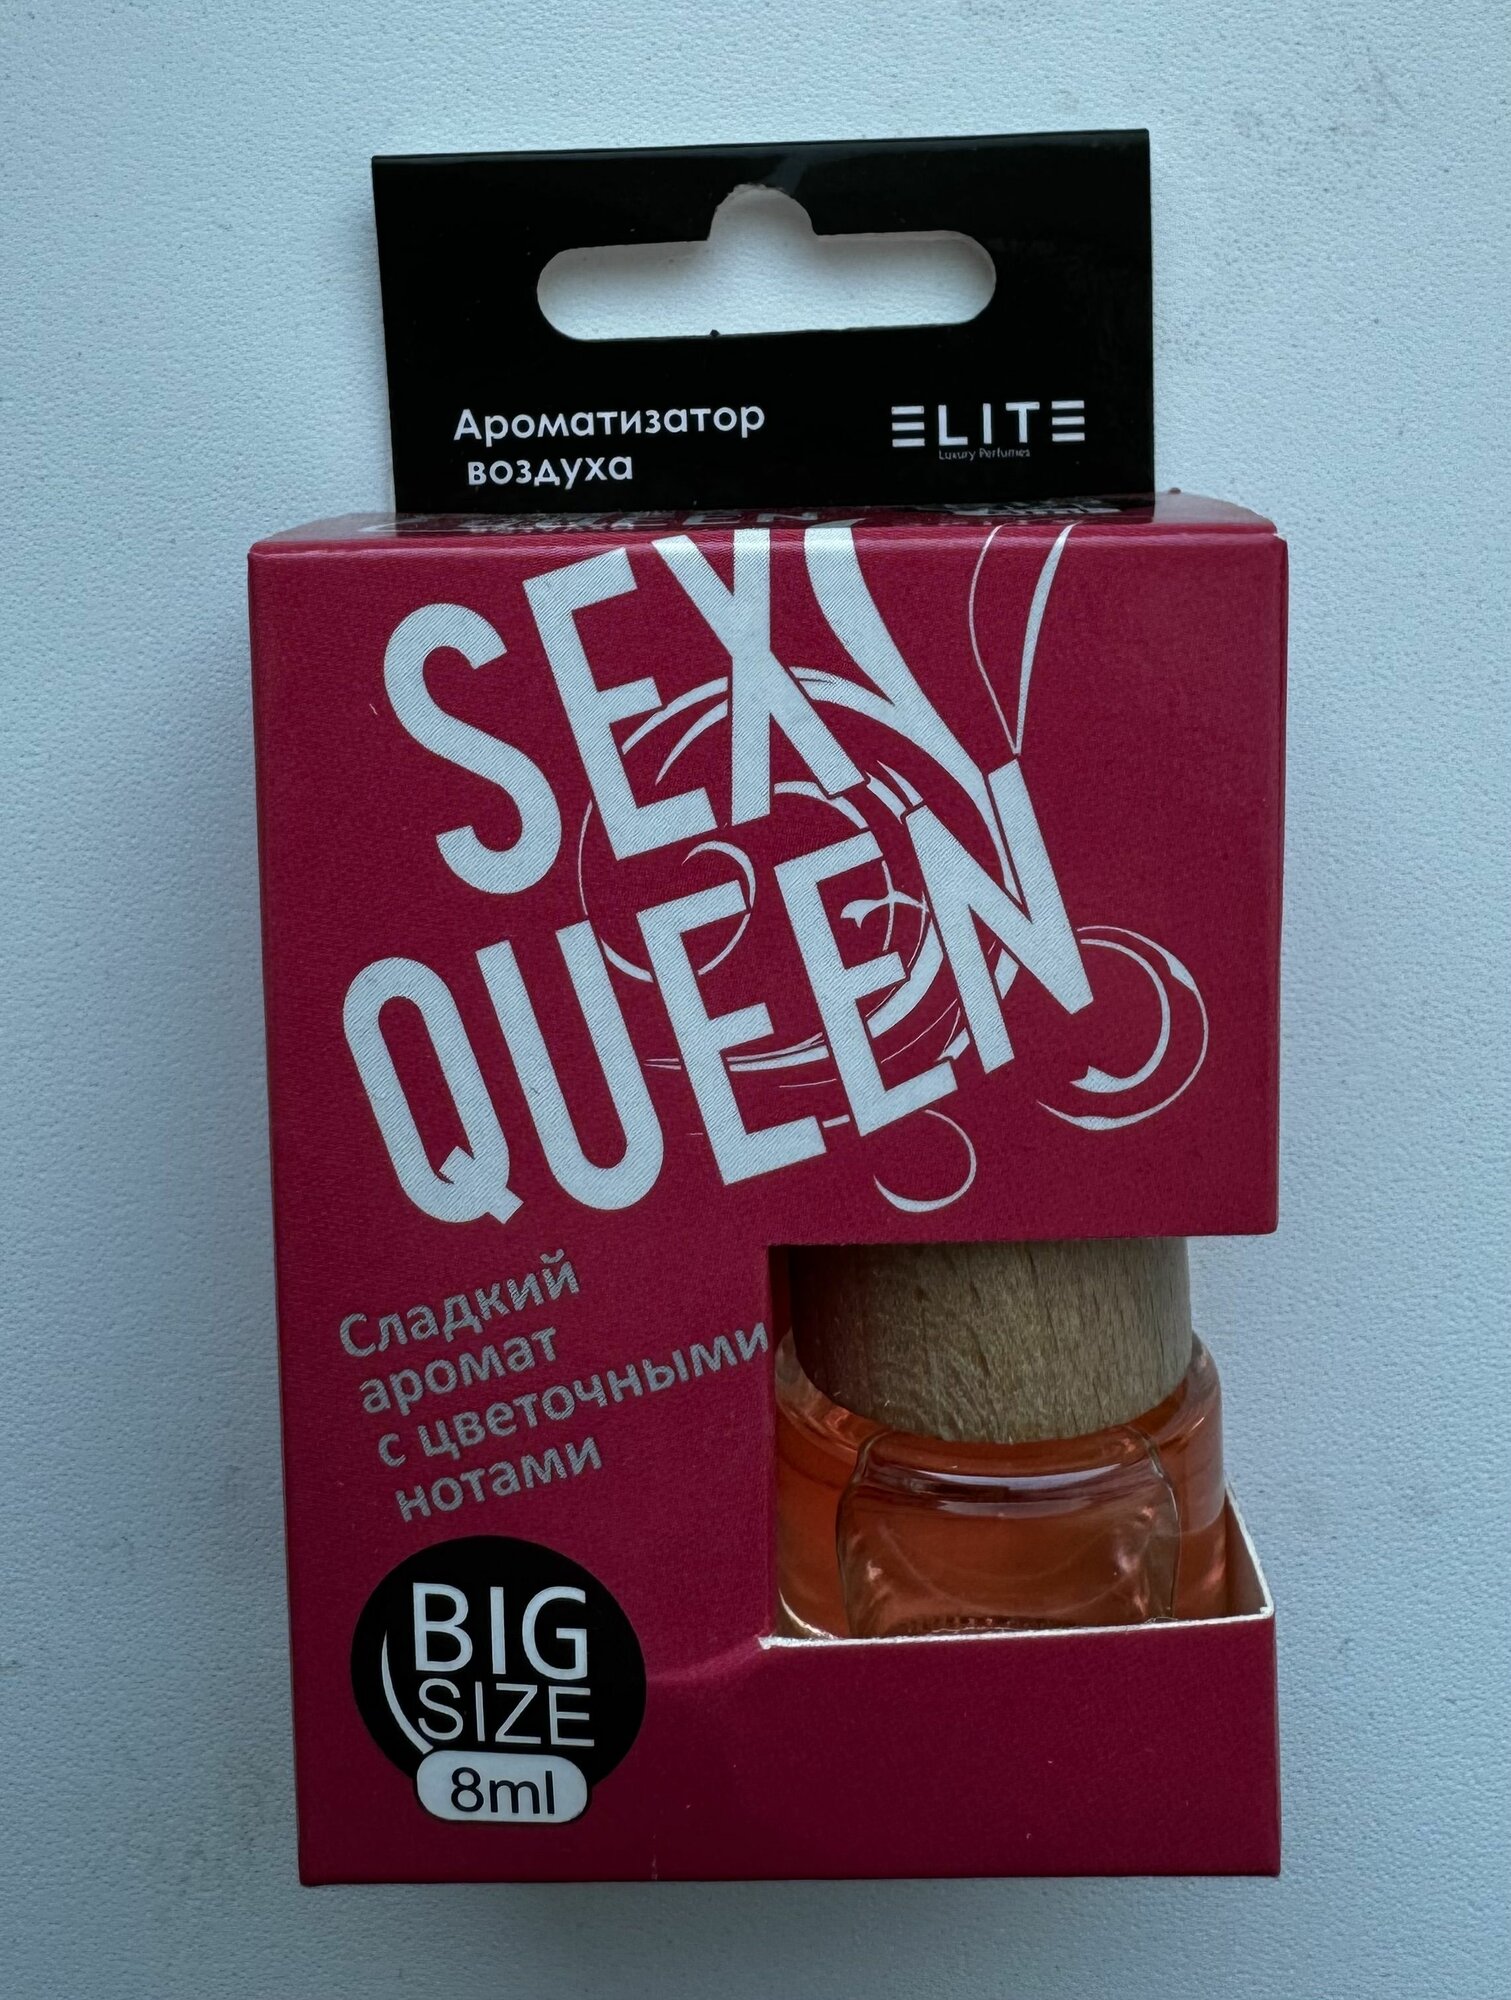 Ароматизатор
воздуха
ELITE
Luxury Perfumes
SEXY
QUEEN
Сладкий
аромат
с цветочными
нотами
BIG
SIZE
8ml